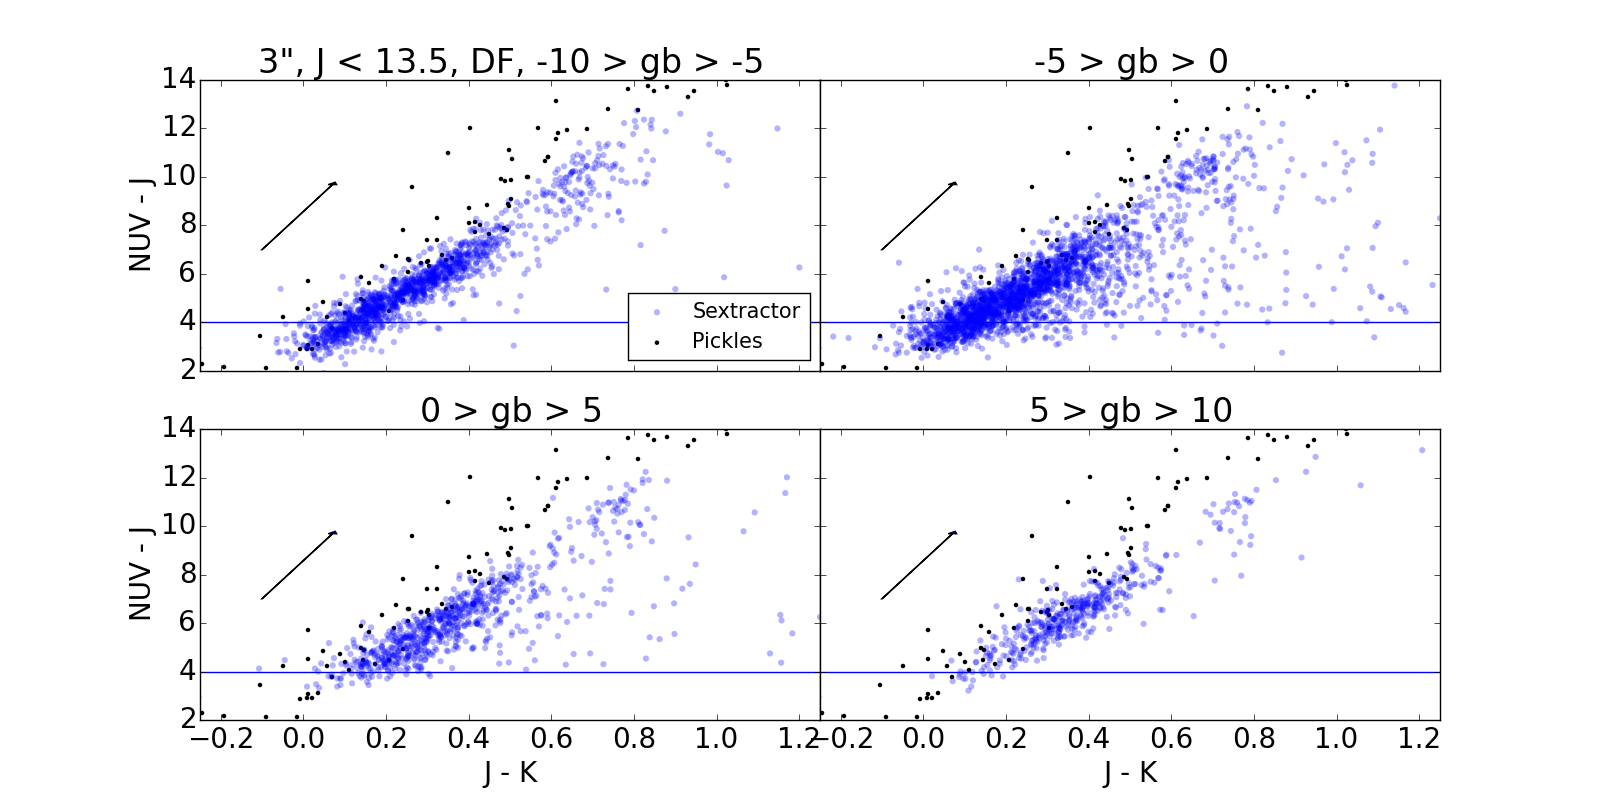 3", J < 13.5, DF, -10 > gb > -5
-5 > gb > 0
14
12
10
8
6
4
2
NUV - J
Sextractor
Pickles
0 > gb > 5
5 > gb > 10
14
12
10
8
6
4
2
NUV - J
−0.2 0.0 0.2 0.4 0.6 0.8 1.0 1.2
−0.2 0.0 0.2 0.4 0.6 0.8 1.0 1.2
J - K
J - K